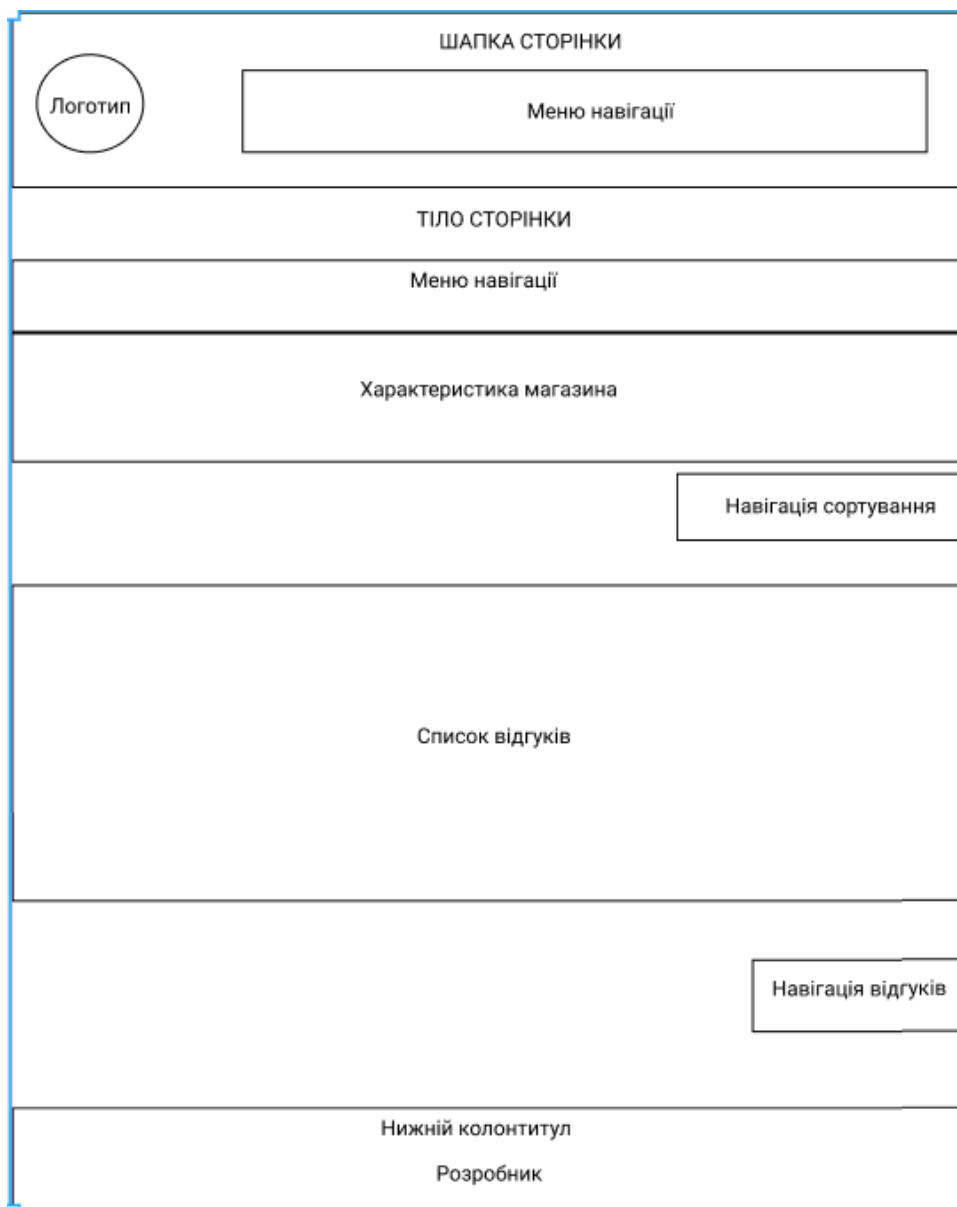 ШАПКА СТОРІНКИ
Логотип
Меню навігації
ТІЛО СТОРІНКИ
Меню навігації
Характеристика магазина
Навігація сортування
Список відгуків
Навігація відгуків
Нижній колонтитул
Розробник